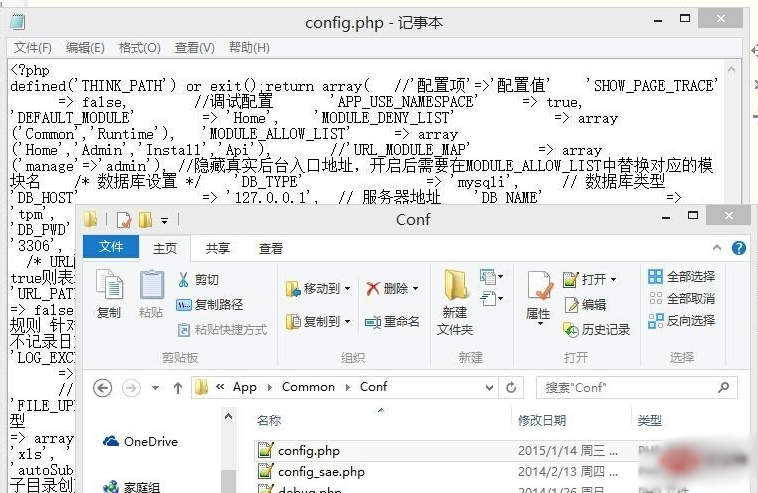 config.php - 记事本
文件(F) 编辑(E) 格式(O) 查看(V) 帮助(H)
<?php
defined('THINK_PATH') or exit();return array( //'配置项'=>'配置值' 'SHOW_PAGE_TRACE'
=> false, //调试配置 'APP_USE_NAMESPACE' => true,
'DEFAULT_MODULE' => 'Home', 'MODULE_DENY_LIST' => array
('Common','Runtime'), 'MODULE_ALLOW_LIST' => array
('Home','Admin','Install','Api'), //'URL_MODULE_MAP' => array
('manage'=>'admin'), //隐藏真实后台入口地址，开启后需要在MODULE_ALLOW_LIST中替换对应的模
块名 /* 数据库设置 */ 'DB_TYPE' => 'mysqli', // 数据库类型
'DB_HOST' => '127.0.0.1', // 服务器地址 'DB_NAME' =>
'tpm',
'DB_PWD'
'3306',
/* URL
true则表
'URL_PAT
=> false
规则 针对
不记录日
'LOG_EXC
=>
//
'FILE_UP
型
=> array
'xls', '
'autoSub
子目录创
Conf
文件 主页 共享 查看
复制 粘贴 剪切 复制路径 粘贴快捷方式
移动到 删除 复制到 重命名
新建
文件夹
属性 打开 编辑 历史记录
全部选择 全部取消 反向选择
剪贴板 组织 新建 打开 选择
« App Common Conf
搜索"Conf"
名称 修改日期 类型
OneDrive
家庭组
config.php 2015/1/14 周三 ...
config_sae.php 2014/2/13 周四 ...
debug.php 2014/1/26 周日 ...